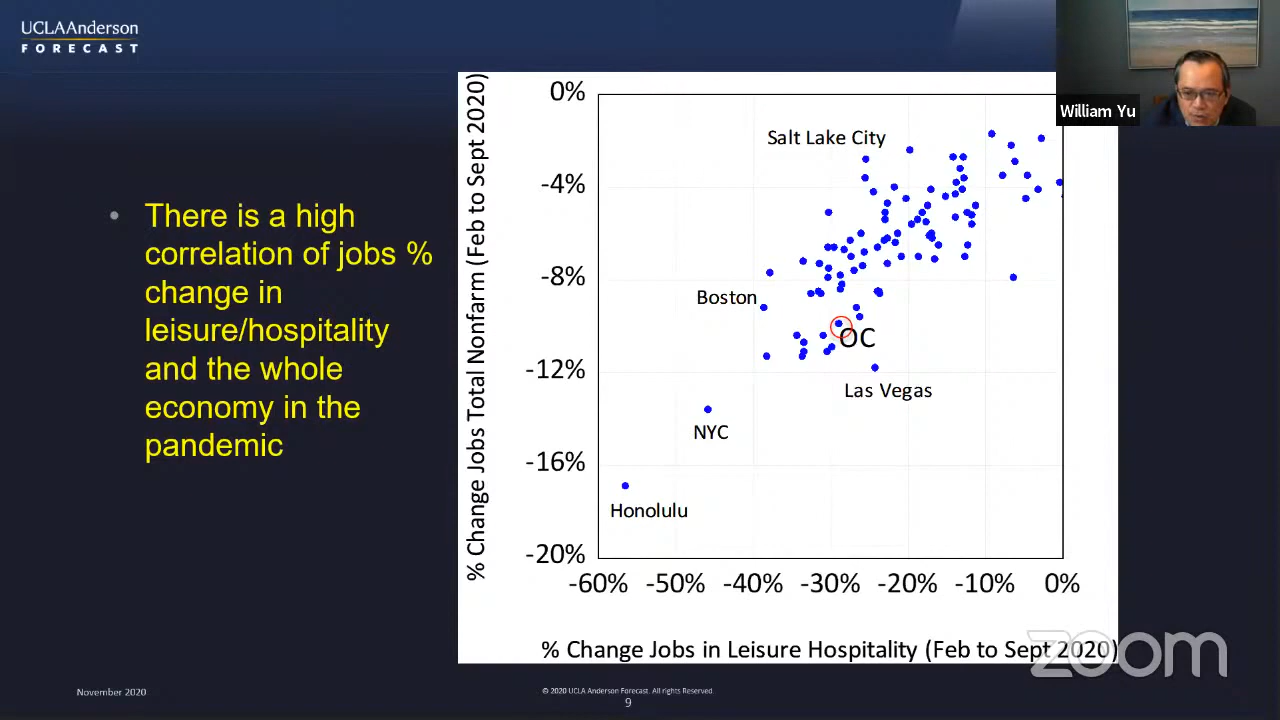 UCLAAnderson
FORECAST
William Yu
• There is a high
correlation of jobs %
change in
leisure/hospitality
and the whole
economy in the
pandemic
% Change Jobs Total Nonfarm (Feb to Sept 2020)
0%
-4%
-8%
-12%
-16%
-20%
Salt Lake City
Boston
OC
Las Vegas
NYC
Honolulu
-60% -50% -40% -30% -20% -10% 0%
% Change Jobs in Leisure Hospitality (Feb to Sept 2020)
zoom
November 2020
© 2020 UCLA Anderson Forecast. All rights Reserved.
9